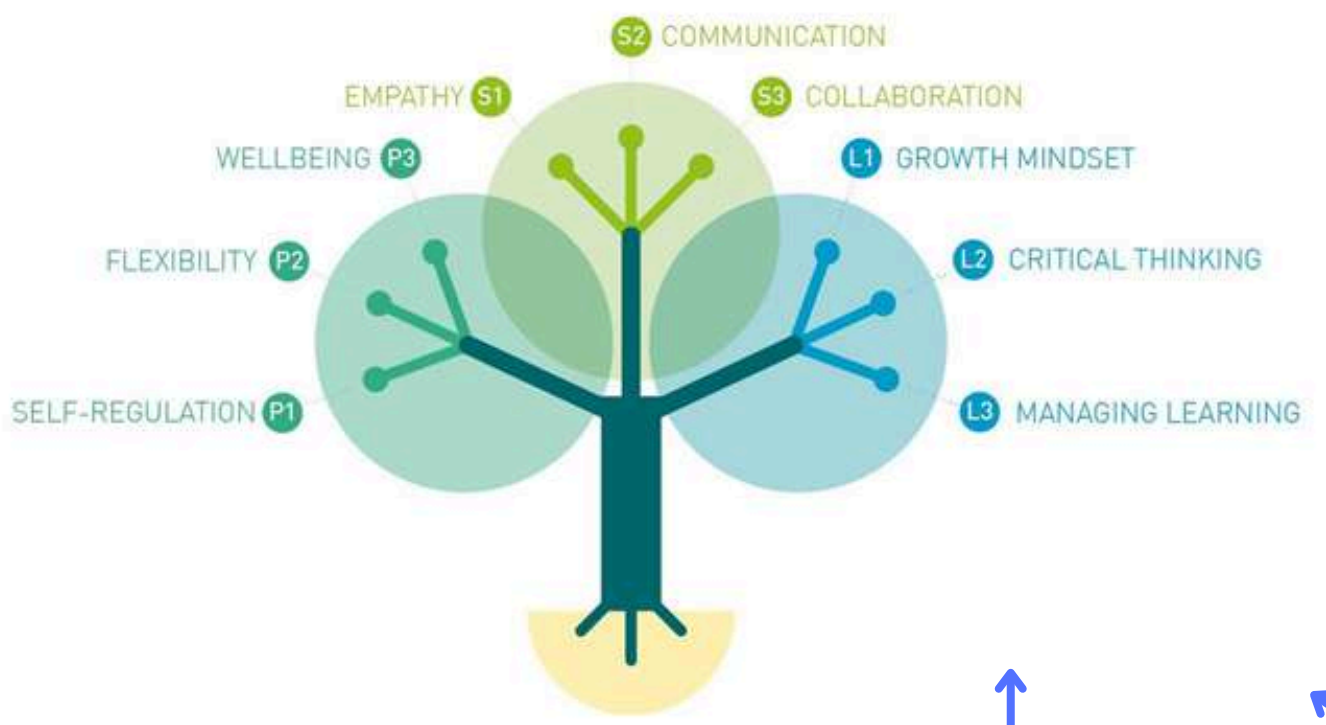 S2 COMMUNICATION
EMPATHY S1
S3 COLLABORATION
WELLBEING P3
L1 GROWTH MINDSET
FLEXIBILITY P2
L2 CRITICAL THINKING
SELF-REGULATION P1
L3 MANAGING LEARNING